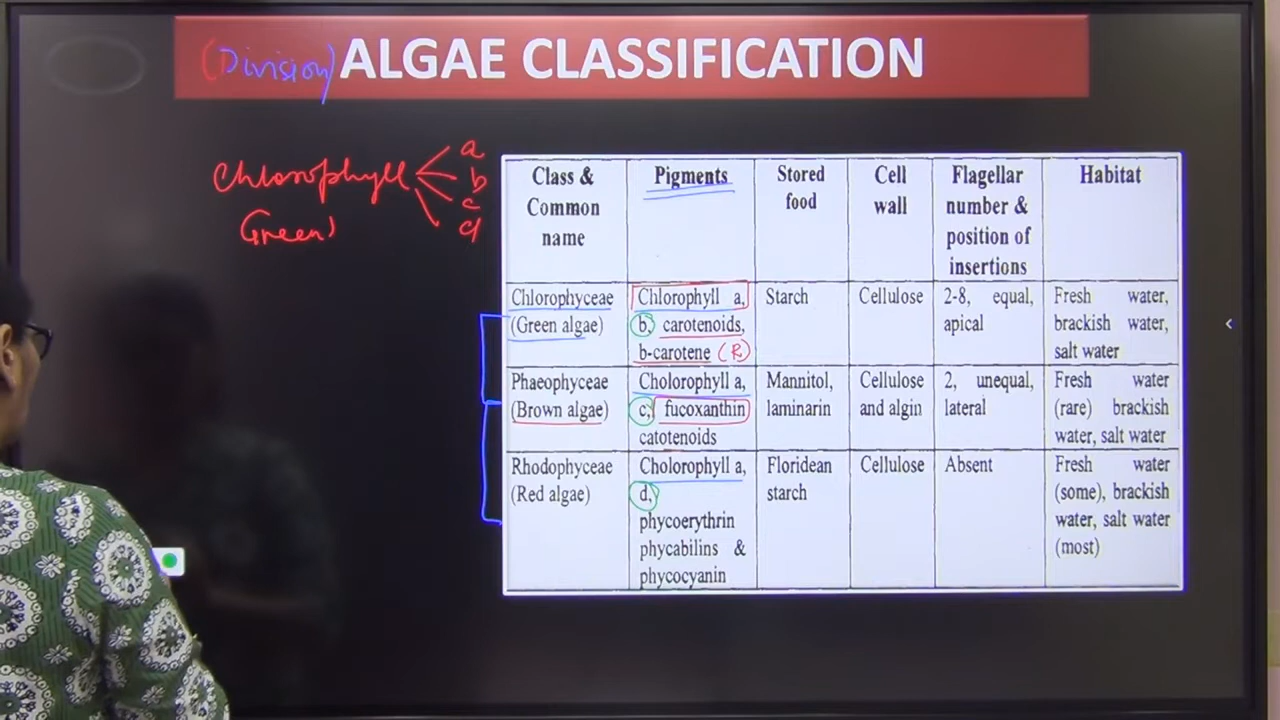 (Division) ALGAE CLASSIFICATION
Chlorophyll a
b
c
d
Green)
Class & Common name | Pigments | Stored food | Cell wall | Flagellar number & position of insertions | Habitat
Chlorophyceae (Green algae) | Chlorophyll a, b, carotenoids, b-carotene (R) | Starch | Cellulose | 2-8, equal, apical | Fresh water, brackish water, salt water
Phaeophyceae (Brown algae) | Cholorophyll a, c, fucoxanthin catotenoids | Mannitol, laminarin | Cellulose and algin | 2, unequal, lateral | Fresh water (rare) brackish water, salt water
Rhodophyceae (Red algae) | Cholorophyll a, d, phycoerythrin phycabilins & phycocyanin | Floridean starch | Cellulose | Absent | Fresh water (some), brackish water, salt water (most)